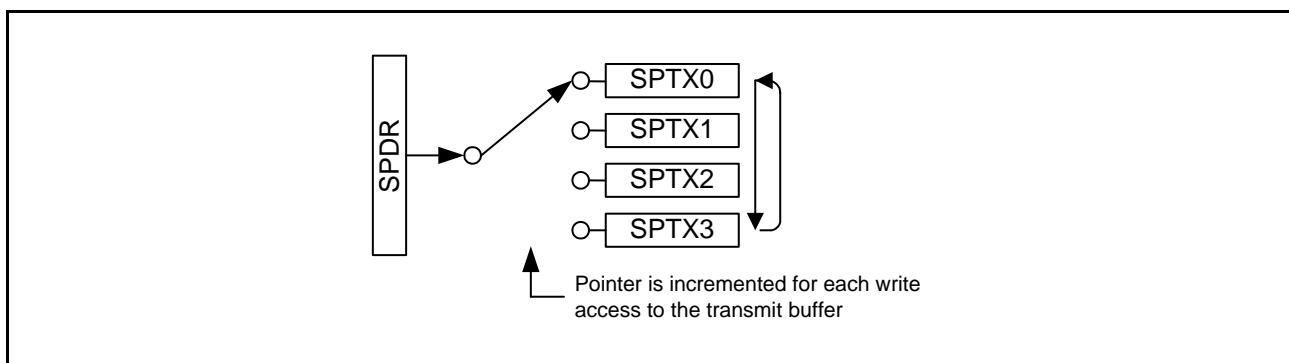 SPDR
SPTX0
SPTX1
SPTX2
SPTX3
Pointer is incremented for each write
access to the transmit buffer